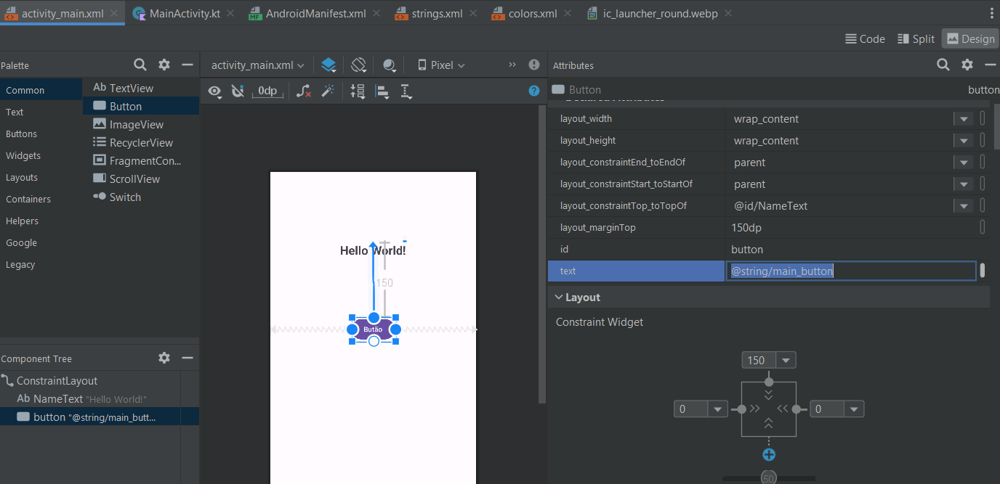 activity_main.xml MainActivity.kt AndroidManifest.xml strings.xml colors.xml ic_launcher_round.webp
Code Split Design
Palette
Common
Text
Buttons
Widgets
Layouts
Containers
Helpers
Google
Legacy
Ab TextView
Button
ImageView
RecyclerView
FragmentCon...
ScrollView
Switch
activity_main.xml Pixel >>
0dp
Hello World!
150
Butão
Component Tree
ConstraintLayout
Ab NameText "Hello World!"
button "@string/main_butt...
Attributes
Button button
layout_width wrap_content
layout_height wrap_content
layout_constraintEnd_toEndOf parent
layout_constraintStart_toStartOf parent
layout_constraintTop_toTopOf @id/NameText
layout_marginTop 150dp
id button
text @string/main_button
Layout
Constraint Widget
150
0 0
50